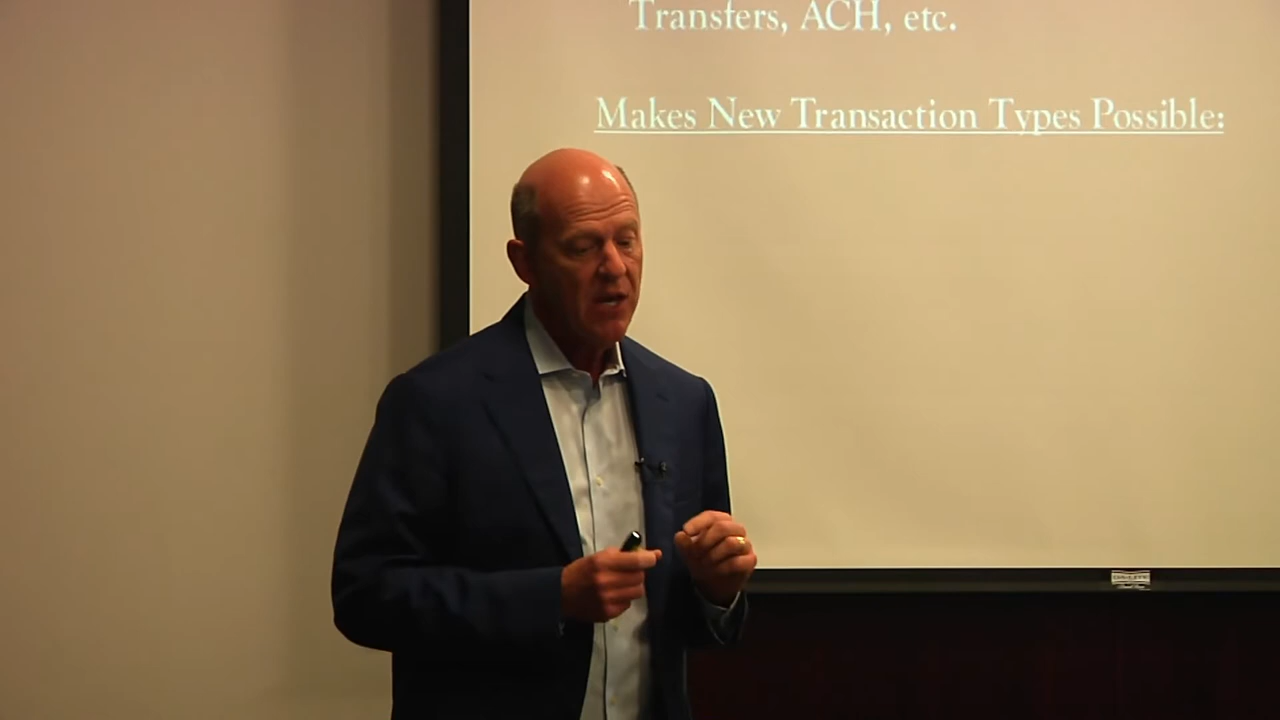 Transfers, ACH, etc.
Makes New Transaction Types Possible: